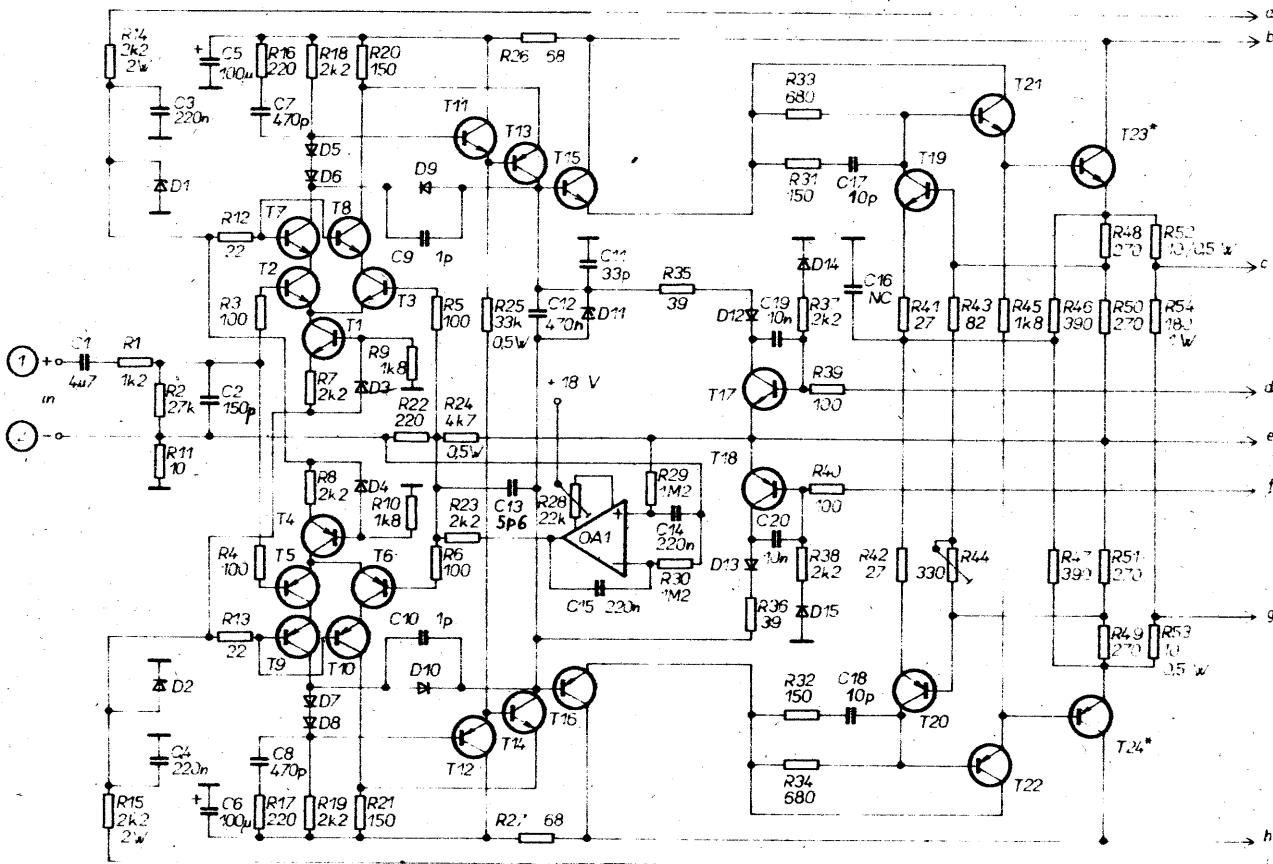 a
b
R14
2k2
2W
C5
100µ
R16
220
R18
2k2
R20
150
R26 68
C3
220n
C7
470p
T11
T13
T15
R33
680
T21
T23*
D5
D6
D9
R31
150
C17
10p
T19
D1
R12
22
T7
T8
C9 1p
C11
33p
R35
39
D14
C16
NC
R48
270
R52
10/0,5W
c
T2
T3
R3
100
R5
100
R25
33k
0,5W
C12
470n
D11
D12
C19
10n
R37
2k2
R41
27
R43
82
R45
1k8
R46
390
R50
270
R54
180
1W
T1
1
+
C1
4µ7
R1
1k2
R9
1k8
R7
2k2
D3
in
R2
27k
C2
150p
+18 V
T17
R39
100
d
R22
220
R24
4k7
0,5W
2
-
e
R11
10
T18
R8
2k2
D4
R10
1k8
R29
1M2
R40
100
f
R23
2k2
C13
5p6
R28
22k
OA1
+
-
C14
220n
T4
R4
100
T5
T6
R6
100
C15 220n
R30
1M2
C20
10n
D13
R38
2k2
R42
27
R44
330
R47
390
R51
270
R36
39
D15
R13
22
C10 1p
g
T9
T10
D10
R49
270
R53
10
0,5W
D2
D7
D8
T12
T14
T16
R32
150
C18
10p
T20
T24*
C4
220n
C8
470p
R34
680
T22
R15
2k2
2W
C6
100µ
R17
220
R19
2k2
R21
150
R27 68
h